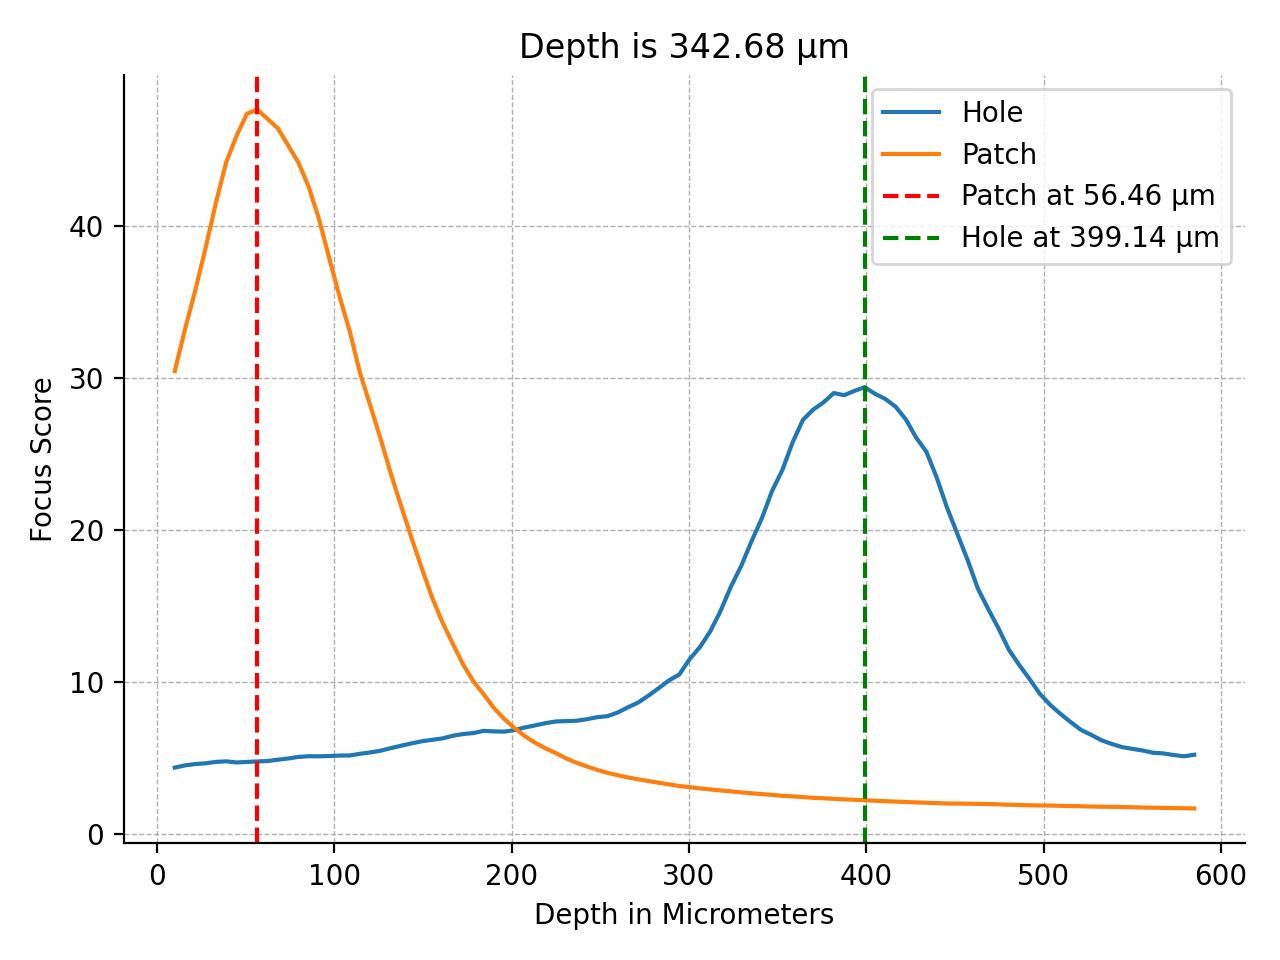 Depth is 342.68 µm
Hole
Patch
Patch at 56.46 µm
Hole at 399.14 µm
Focus Score
40
30
20
10
0
0 100 200 300 400 500 600
Depth in Micrometers